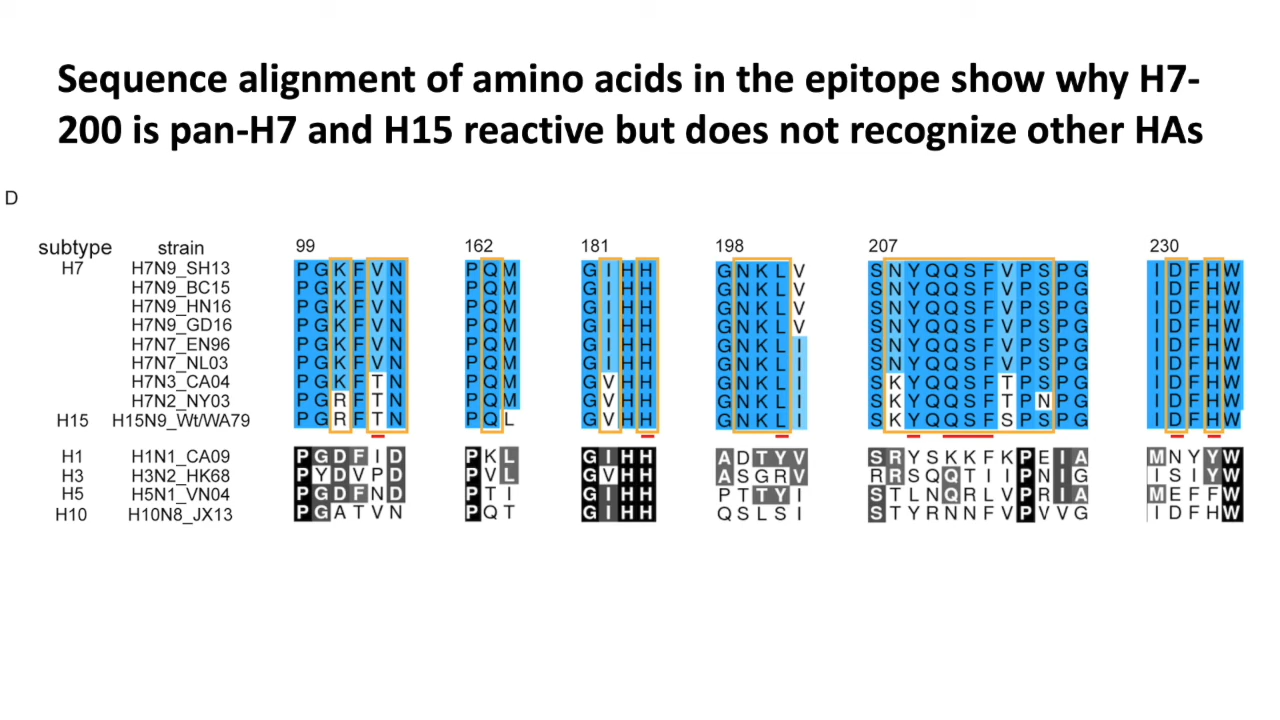 Sequence alignment of amino acids in the epitope show why H7-
200 is pan-H7 and H15 reactive but does not recognize other HAs
D
subtype strain 99 162 181 198 207 230
H7 H7N9_SH13 PGKFVN PQM GIHH GNKLV SNYQQSFVPSPG IDFHW
H7N9_BC15 PGKFVN PQM GIHH GNKLV SNYQQSFVPSPG IDFHW
H7N9_HN16 PGKFVN PQM GIHH GNKLV SNYQQSFVPSPG IDFHW
H7N9_GD16 PGKFVN PQM GIHH GNKLV SNYQQSFVPSPG IDFHW
H7N7_EN96 PGKFVN PQM GIHH GNKLI SNYQQSFVPSPG IDFHW
H7N7_NL03 PGKFVN PQM GIHH GNKLI SNYQQSFVPSPG IDFHW
H7N3_CA04 PGKFTN PQM GVHH GNKLI SKYQQSFTPSPG IDFHW
H7N2_NY03 PGRFTN PQM GVHH GNKLI SKYQQSFTPNPG IDFHW
H15 H15N9_Wt/WA79 PGRFTN PQL GVHH GNKLI SKYQQSFSPSPG IDFHW
H1 H1N1_CA09 PGDFID PKL GIHH ADTYV SRYSKKFKPEIA MNYYW
H3 H3N2_HK68 PYDVPD PVL GVHH ASGRV RRSQQTIIPNIG ISIYW
H5 H5N1_VN04 PGDFND PTI GIHH PTTYI STLNQRLVPRIA MEFFW
H10 H10N8_JX13 PGATVN PQT GIHH QSLSI STYRNNFVPVVG IDFHW